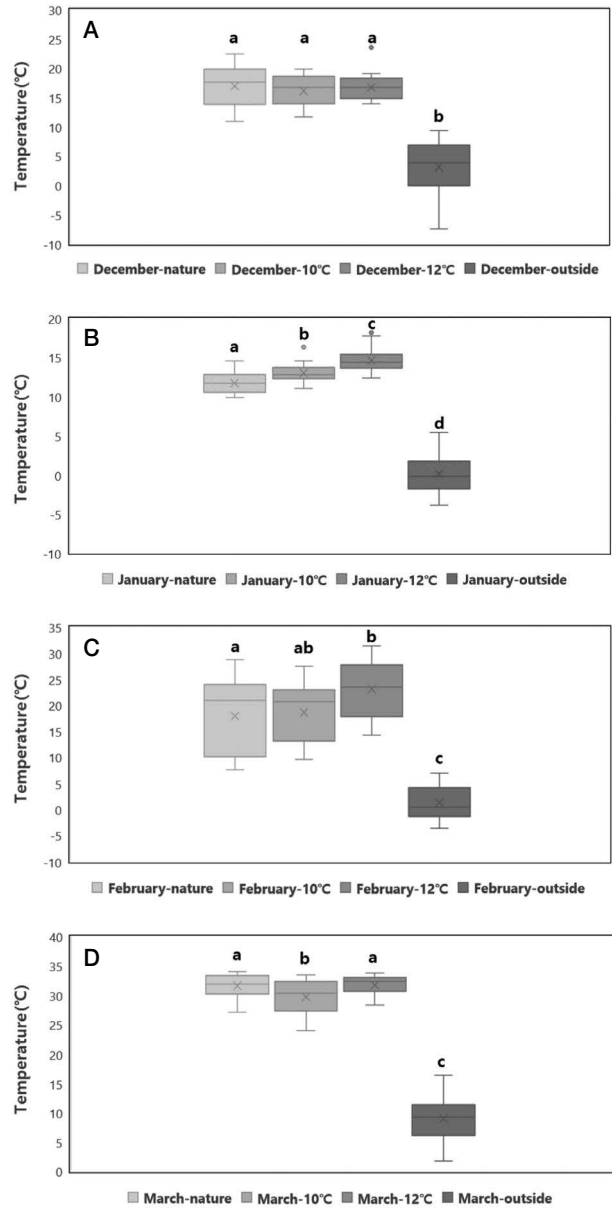 A
Temperature(℃)
30
25
20
15
10
5
0
-5
-10
a a a b
December-nature December-10℃ December-12℃ December-outside
B
Temperature(℃)
20
15
10
5
0
-5
-10
a b c d
January-nature January-10℃ January-12℃ January-outside
C
Temperature(℃)
35
30
25
20
15
10
5
0
-5
-10
a ab b c
February-nature February-10℃ February-12℃ February-outside
D
Temperature(℃)
40
35
30
25
20
15
10
5
0
a b a c
March-nature March-10℃ March-12℃ March-outside